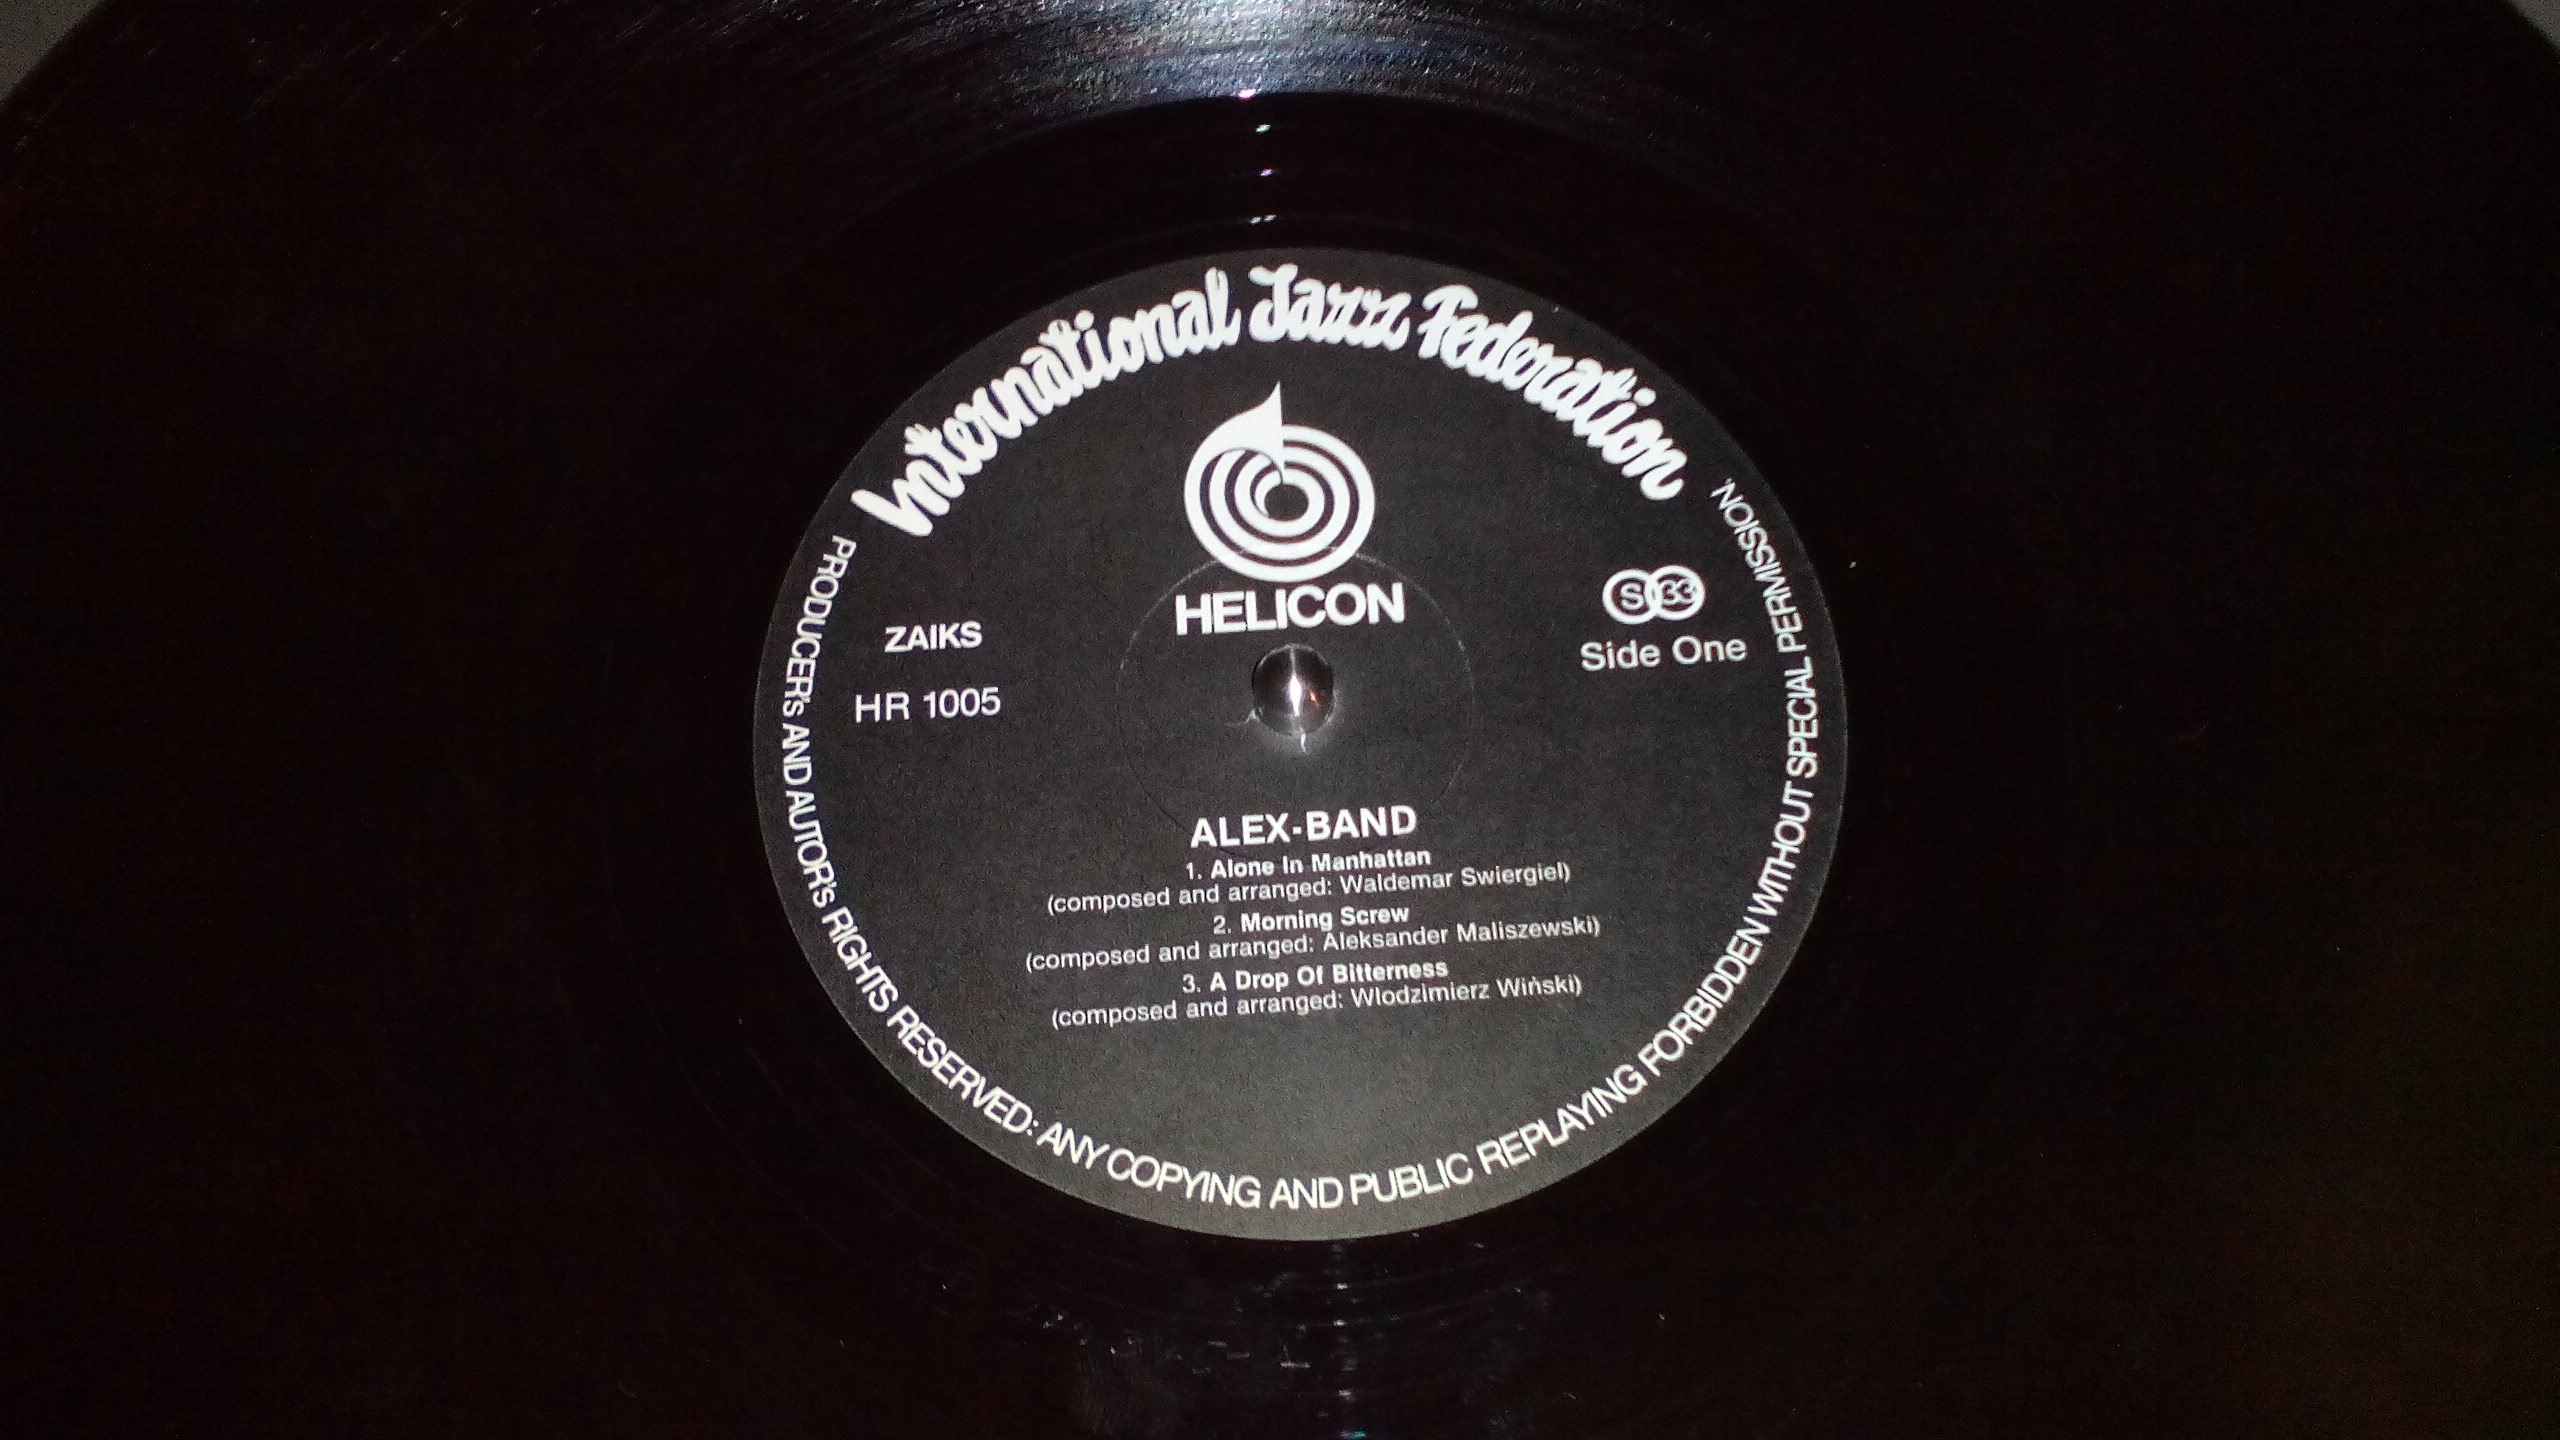 International Jazz Federation
HELICON
ZAIKS
HR 1005
S 33
Side One
ALEX-BAND
1. Alone In Manhattan
(composed and arranged: Waldemar Swiergiel)
2. Morning Screw
(composed and arranged: Aleksander Maliszewski)
3. A Drop Of Bitterness
(composed and arranged: Wlodzimierz Wiński)
PRODUCER's AND AUTOR'S RIGHTS RESERVED: ANY COPYING AND PUBLIC REPLAYING FORBIDDEN WITHOUT SPECIAL PERMISSION.